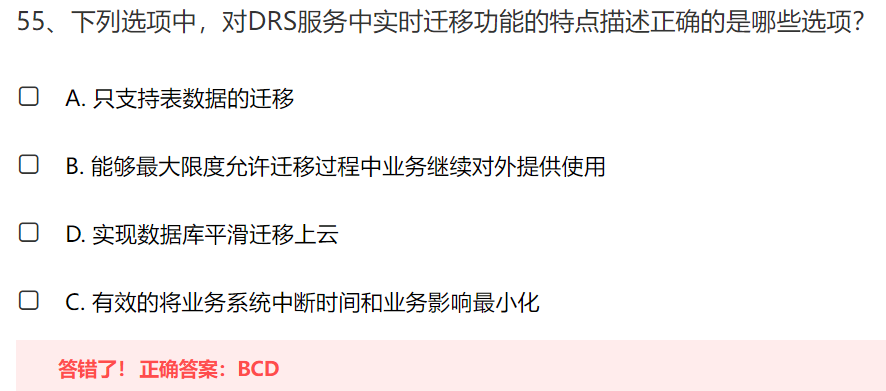 55、下列选项中，对DRS服务中实时迁移功能的特点描述正确的是哪些选项？
A. 只支持表数据的迁移
B. 能够最大限度允许迁移过程中业务继续对外提供使用
D. 实现数据库平滑迁移上云
C. 有效的将业务系统中断时间和业务影响最小化
答错了！正确答案：BCD